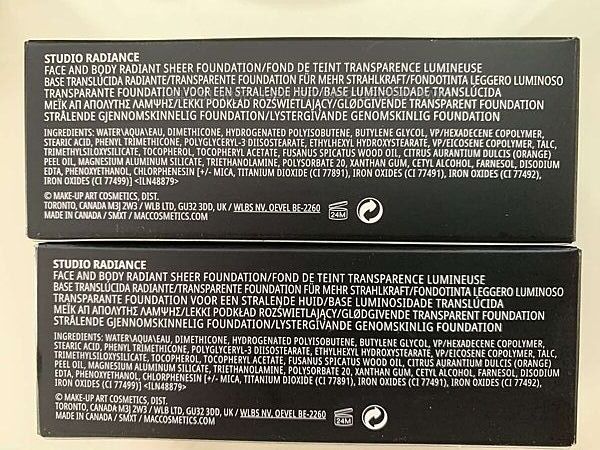 STUDIO RADIANCE
FACE AND BODY RADIANT SHEER FOUNDATION/FOND DE TEINT TRANSPARENCE LUMINEUSE
BASE TRANSLÚCIDA RADIANTE/TRANSPARENTE FOUNDATION FÜR MEHR STRAHLKRAFT/FONDOTINTA LEGGERO LUMINOSO
TRANSPARANTE FOUNDATION VOOR EEN STRALENDE HUID/BASE LUMINOSIDADE TRANSLÚCIDA
ΜΕΪΚ ΑΠ ΑΠΟΛΥΤΗΣ ΛΑΜΨΗΣ/LEKKI PODKŁAD ROZŚWIETLAJĄCY/GLØDGIVENDE TRANSPARENT FOUNDATION
STRÅLENDE GJENNOMSKINNELIG FOUNDATION/LYSTERGIVANDE GENOMSKINLIG FOUNDATION
INGREDIENTS: WATER\AQUA\EAU, DIMETHICONE, HYDROGENATED POLYISOBUTENE, BUTYLENE GLYCOL, VP/HEXADECENE COPOLYMER,
STEARIC ACID, PHENYL TRIMETHICONE, POLYGLYCERYL-3 DIISOSTEARATE, ETHYLHEXYL HYDROXYSTEARATE, VP/EICOSENE COPOLYMER, TALC,
TRIMETHYLSILOXYSILICATE, TOCOPHEROL, TOCOPHERYL ACETATE, FUSANUS SPICATUS WOOD OIL, CITRUS AURANTIUM DULCIS (ORANGE)
PEEL OIL, MAGNESIUM ALUMINUM SILICATE, TRIETHANOLAMINE, POLYSORBATE 20, XANTHAN GUM, CETYL ALCOHOL, FARNESOL, DISODIUM
EDTA, PHENOXYETHANOL, CHLORPHENESIN [+/- MICA, TITANIUM DIOXIDE (CI 77891), IRON OXIDES (CI 77491), IRON OXIDES (CI 77492),
IRON OXIDES (CI 77499)] <ILN48879>
© MAKE-UP ART COSMETICS, DIST.
TORONTO, CANADA M3J 2W3 / WLB LTD, GU32 3DD, UK / WLBS NV. OEVEL BE-2260
MADE IN CANADA / SMXT / MACCOSMETICS.COM
24M
STUDIO RADIANCE
FACE AND BODY RADIANT SHEER FOUNDATION/FOND DE TEINT TRANSPARENCE LUMINEUSE
BASE TRANSLÚCIDA RADIANTE/TRANSPARENTE FOUNDATION FÜR MEHR STRAHLKRAFT/FONDOTINTA LEGGERO LUMINOSO
TRANSPARANTE FOUNDATION VOOR EEN STRALENDE HUID/BASE LUMINOSIDADE TRANSLÚCIDA
ΜΕΪΚ ΑΠ ΑΠΟΛΥΤΗΣ ΛΑΜΨΗΣ/LEKKI PODKŁAD ROZŚWIETLAJĄCY/GLØDGIVENDE TRANSPARENT FOUNDATION
STRÅLENDE GJENNOMSKINNELIG FOUNDATION/LYSTERGIVANDE GENOMSKINLIG FOUNDATION
INGREDIENTS: WATER\AQUA\EAU, DIMETHICONE, HYDROGENATED POLYISOBUTENE, BUTYLENE GLYCOL, VP/HEXADECENE COPOLYMER,
STEARIC ACID, PHENYL TRIMETHICONE, POLYGLYCERYL-3 DIISOSTEARATE, ETHYLHEXYL HYDROXYSTEARATE, VP/EICOSENE COPOLYMER, TALC,
TRIMETHYLSILOXYSILICATE, TOCOPHEROL, TOCOPHERYL ACETATE, FUSANUS SPICATUS WOOD OIL, CITRUS AURANTIUM DULCIS (ORANGE)
PEEL OIL, MAGNESIUM ALUMINUM SILICATE, TRIETHANOLAMINE, POLYSORBATE 20, XANTHAN GUM, CETYL ALCOHOL, FARNESOL, DISODIUM
EDTA, PHENOXYETHANOL, CHLORPHENESIN [+/- MICA, TITANIUM DIOXIDE (CI 77891), IRON OXIDES (CI 77491), IRON OXIDES (CI 77492),
IRON OXIDES (CI 77499)] <ILN48879>
© MAKE-UP ART COSMETICS, DIST.
TORONTO, CANADA M3J 2W3 / WLB LTD, GU32 3DD, UK / WLBS NV. OEVEL BE-2260
MADE IN CANADA / SMXT / MACCOSMETICS.COM
24M